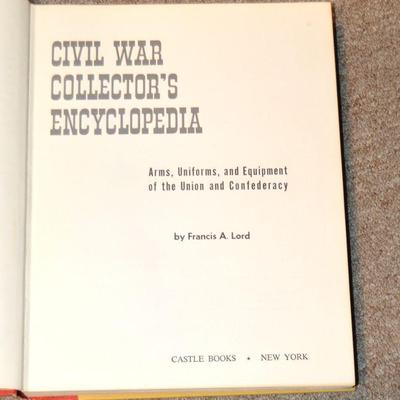 CIVIL WAR
COLLECTOR'S
ENCYCLOPEDIA
Arms, Uniforms, and Equipment
of the Union and Confederacy
by Francis A. Lord
CASTLE BOOKS • NEW YORK